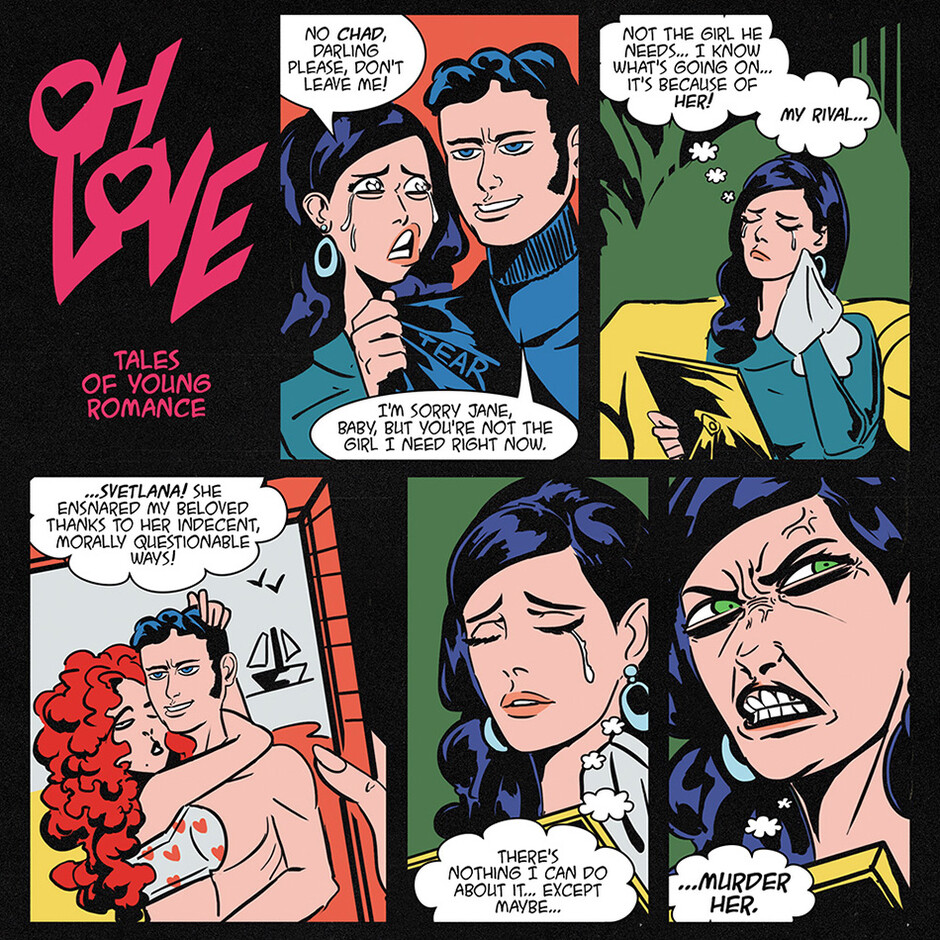 OH
LOVE
TALES
OF YOUNG
ROMANCE
NO CHAD,
DARLING
PLEASE, DON'T
LEAVE ME!
TEAR
I'M SORRY JANE,
BABY, BUT YOU'RE NOT THE
GIRL I NEED RIGHT NOW.
NOT THE GIRL HE
NEEDS... I KNOW
WHAT'S GOING ON...
IT'S BECAUSE OF
HER!
MY RIVAL...
...SVETLANA! SHE
ENSNARED MY BELOVED
THANKS TO HER INDECENT,
MORALLY QUESTIONABLE
WAYS!
THERE'S
NOTHING I CAN DO
ABOUT IT... EXCEPT
MAYBE...
...MURDER
HER.